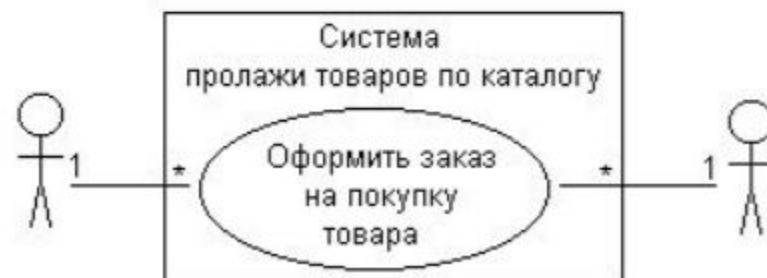 Система
пролажи товаров по каталогу
Оформить заказ
1 * * 1
на покупку
товара